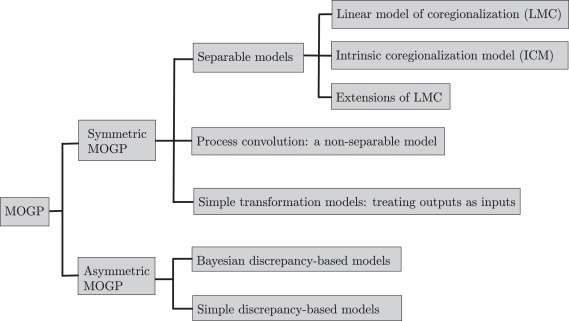 MOGP
Symmetric
MOGP
Separable models
Linear model of coregionalization (LMC)
Intrinsic coregionalization model (ICM)
Extensions of LMC
Process convolution: a non-separable model
Simple transformation models: treating outputs as inputs
Asymmetric
MOGP
Bayesian discrepancy-based models
Simple discrepancy-based models